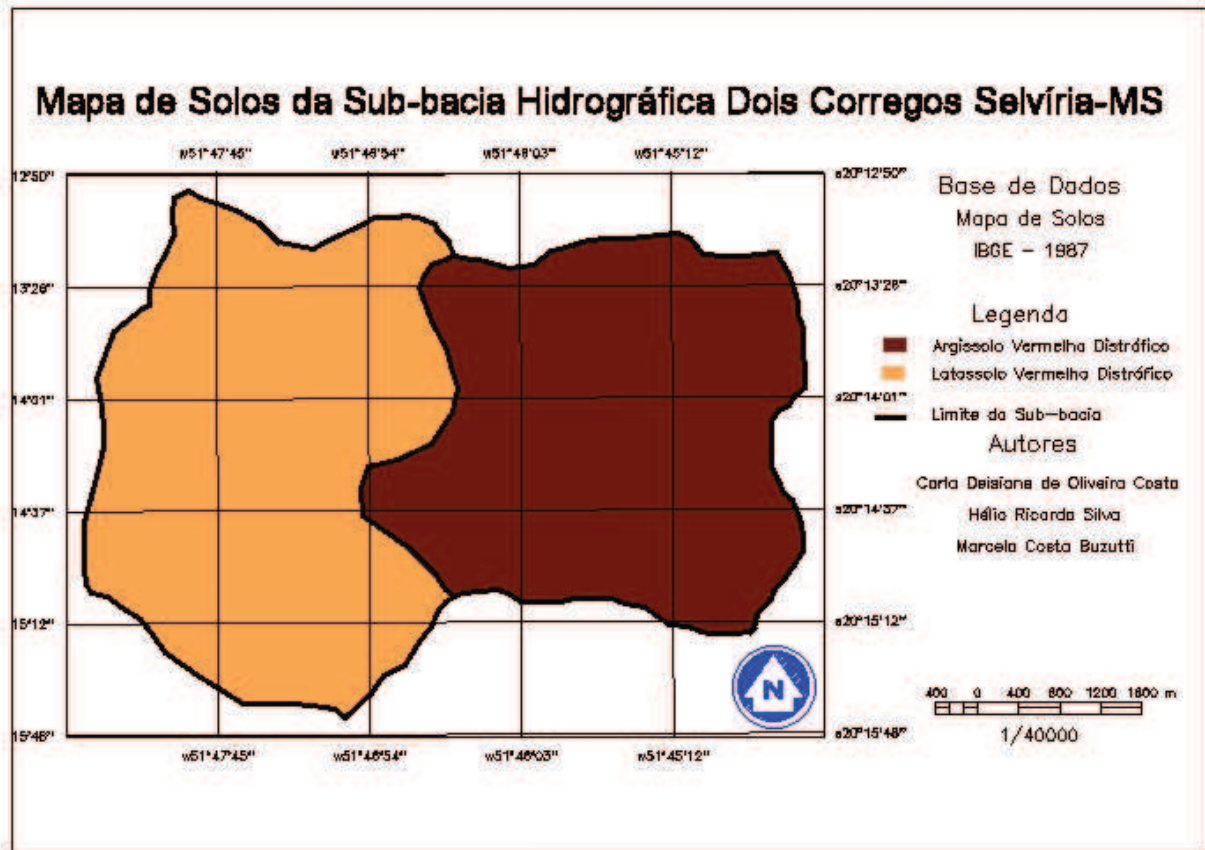 Mapa de Solos da Sub-bacia Hidrográfica Dois Corregos Selvíria-MS
w51°47'45" w51°46'54" w51°46'03" w51°45'12"
12'50" s20°12'50"
13'26" s20°13'26"
14'01" s20°14'01"
14'37" s20°14'37"
15'12" s20°15'12"
15'48" s20°15'48"
w51°47'45" w51°46'54" w51°46'03" w51°45'12"
N
Base de Dados
Mapa de Solos
IBGE - 1987
Legenda
Argissolo Vermelha Distráfico
Latassolo Vermelha Distráfico
Limite da Sub-bacia
Autores
Carla Deisiane de Oliveira Costa
Hélio Ricardo Silva
Marcela Costa Buzutti
400 0 400 800 1200 1600 m
1/40000